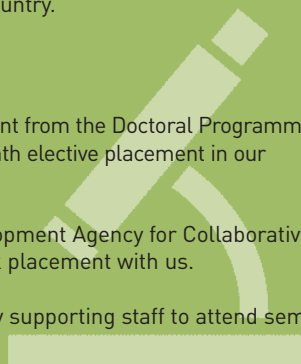 untry.
nt from the Doctoral Programm
nth elective placement in our
opment Agency for Collaborativ
placement with us.
y supporting staff to attend sem